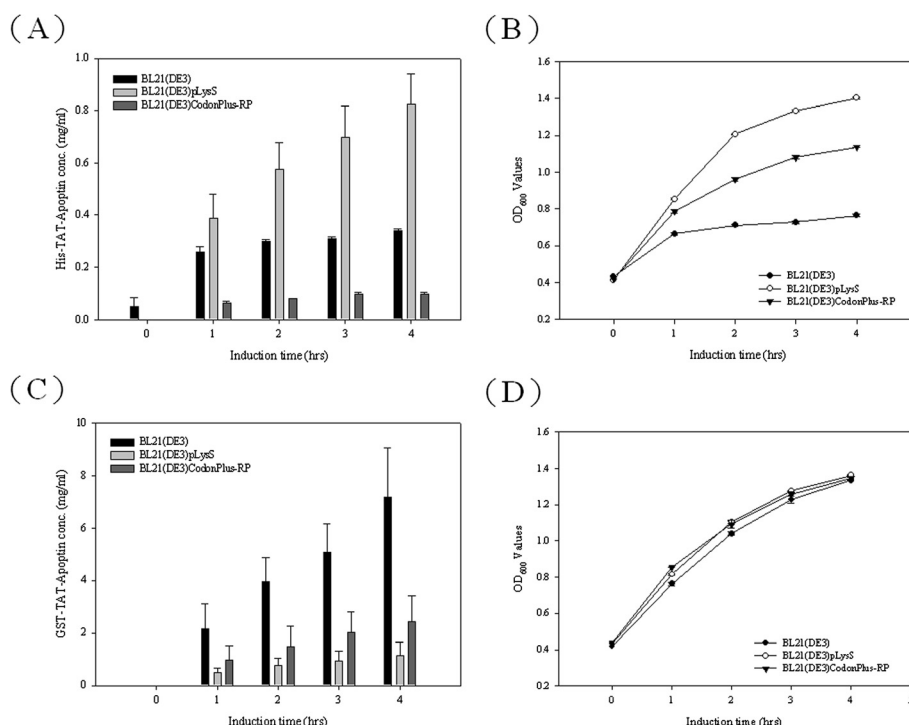 (A)
His-TAT-Apoptin conc. (mg/ml)
1.0
0.8
0.6
0.4
0.2
0.0
BL21(DE3)
BL21(DE3)pLysS
BL21(DE3)CodonPlus-RP
0 1 2 3 4
Induction time (hrs)
(B)
OD600 Values
1.6
1.4
1.2
1.0
0.8
0.6
0.4
0.2
BL21(DE3)
BL21(DE3)pLysS
BL21(DE3)CodonPlus-RP
0 1 2 3 4
Induction time (hrs)
(C)
GST-TAT-Apoptin conc. (mg/ml)
10
8
6
4
2
0
BL21(DE3)
BL21(DE3)pLysS
BL21(DE3)CodonPlus-RP
0 1 2 3 4
Induction time (hrs)
(D)
OD600 Values
1.6
1.4
1.2
1.0
0.8
0.6
0.4
0.2
BL21(DE3)
BL21(DE3)pLysS
BL21(DE3)CodonPlus-RP
0 1 2 3 4
Induction time (hrs)